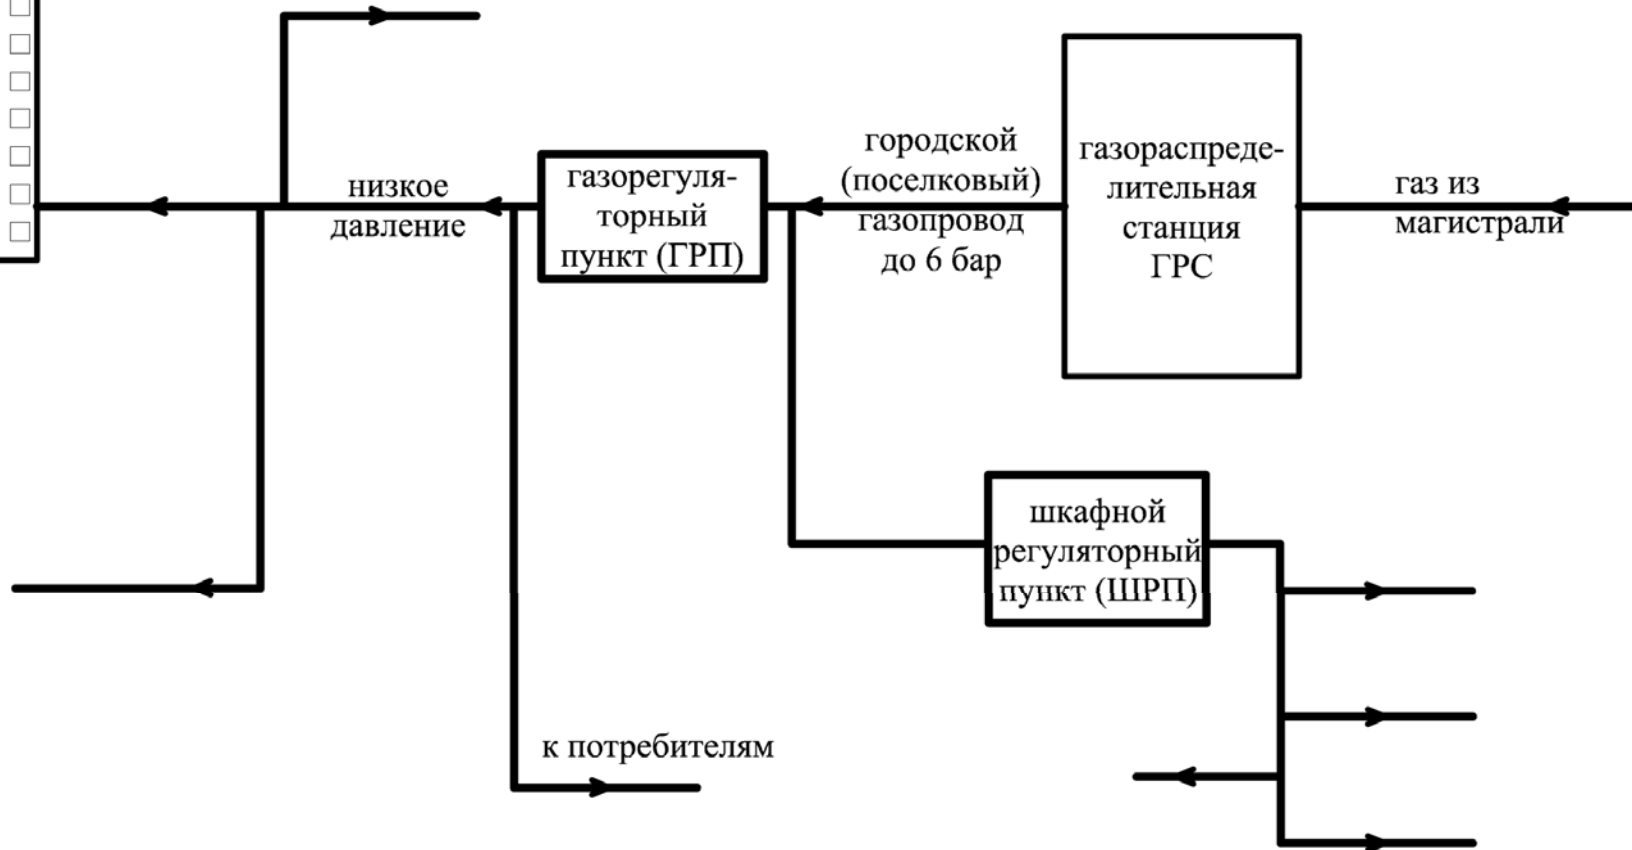 городской
(поселковый)
газопровод
до 6 бар
газораспреде-
лительная
станция
ГРС
газ из
магистрали
низкое
давление
газорегуля-
торный
пункт (ГРП)
шкафной
регуляторный
пункт (ШРП)
к потребителям